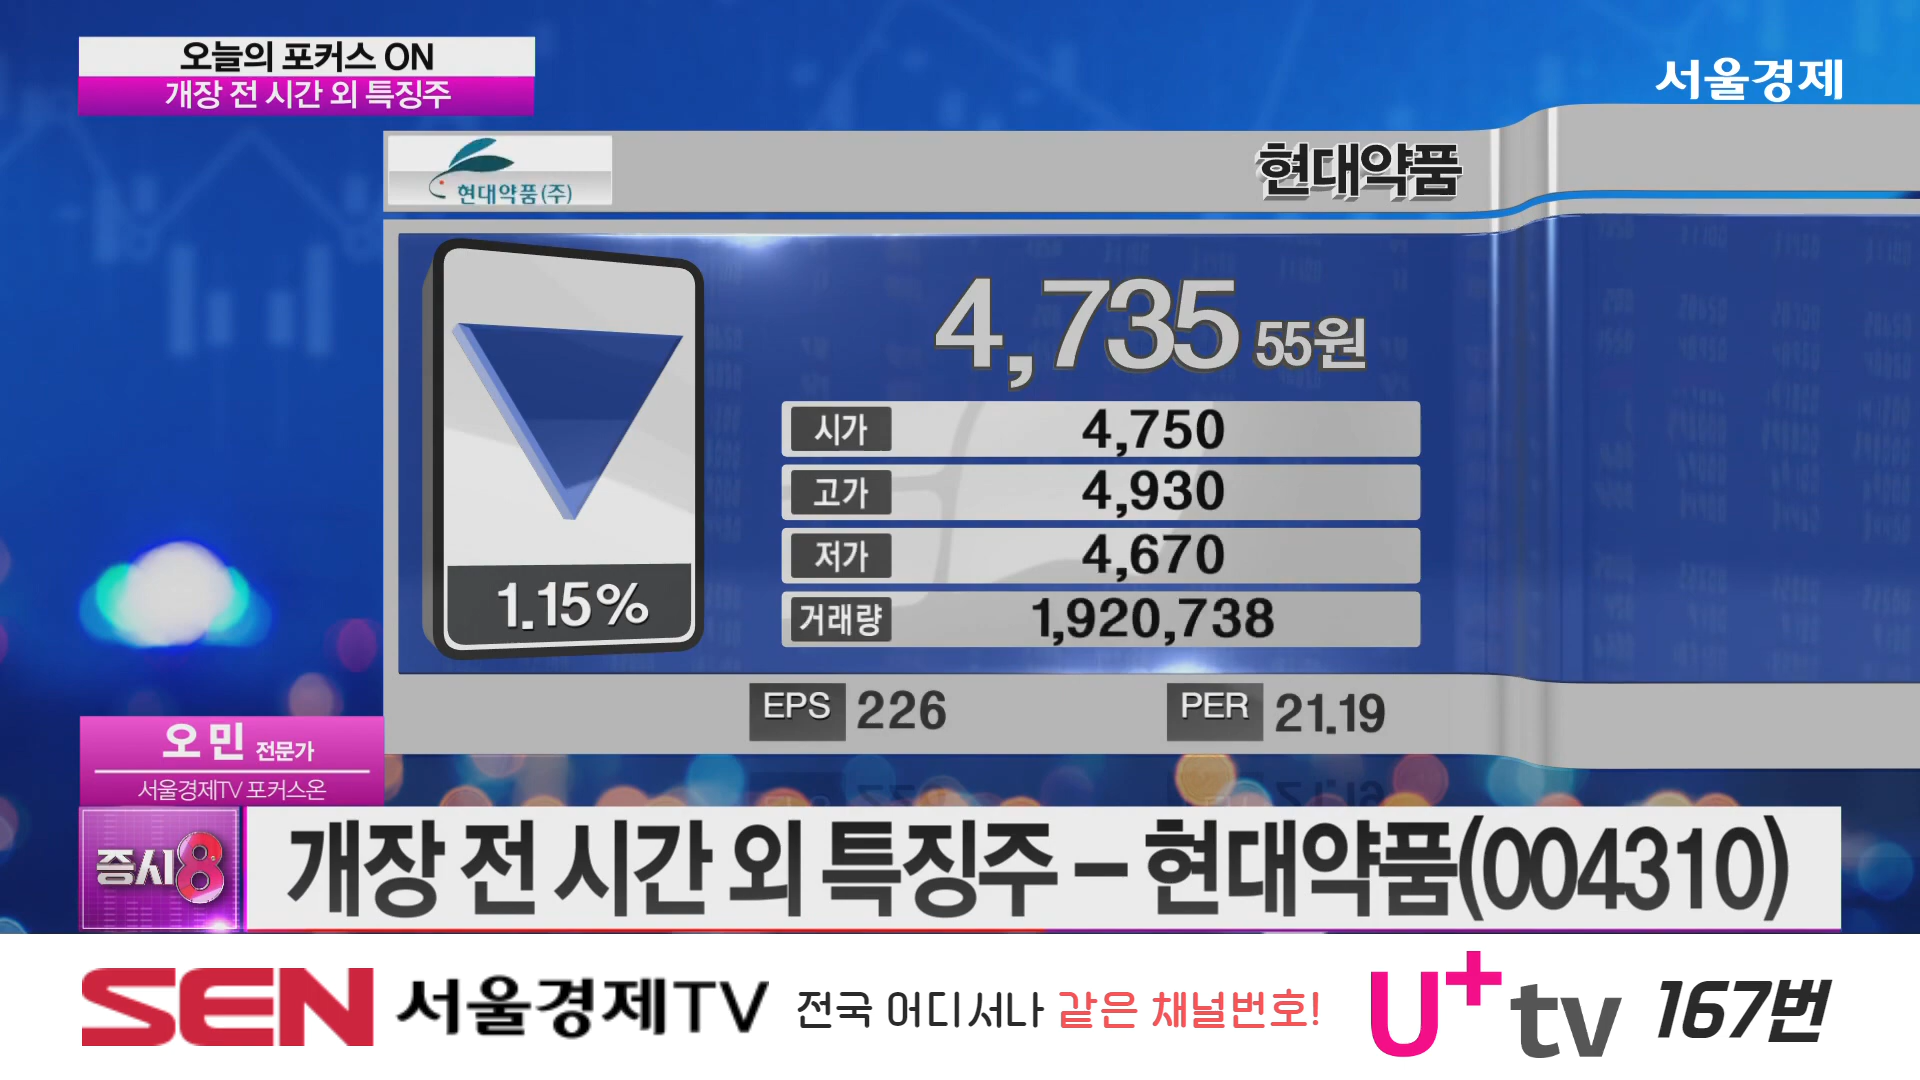 오늘의 포커스 ON
개장 전 시간 외 특징주
서울경제
현대약품(주)
현대약품
4,735 55원
1.15%
시가 4,750
고가 4,930
저가 4,670
거래량 1,920,738
EPS 226
PER 21.19
오민 전문가
서울경제TV 포커스온
증시8
개장 전 시간 외 특징주 – 현대약품(004310)
SEN 서울경제TV 전국 어디서나 같은 채널번호! U+tv 167번